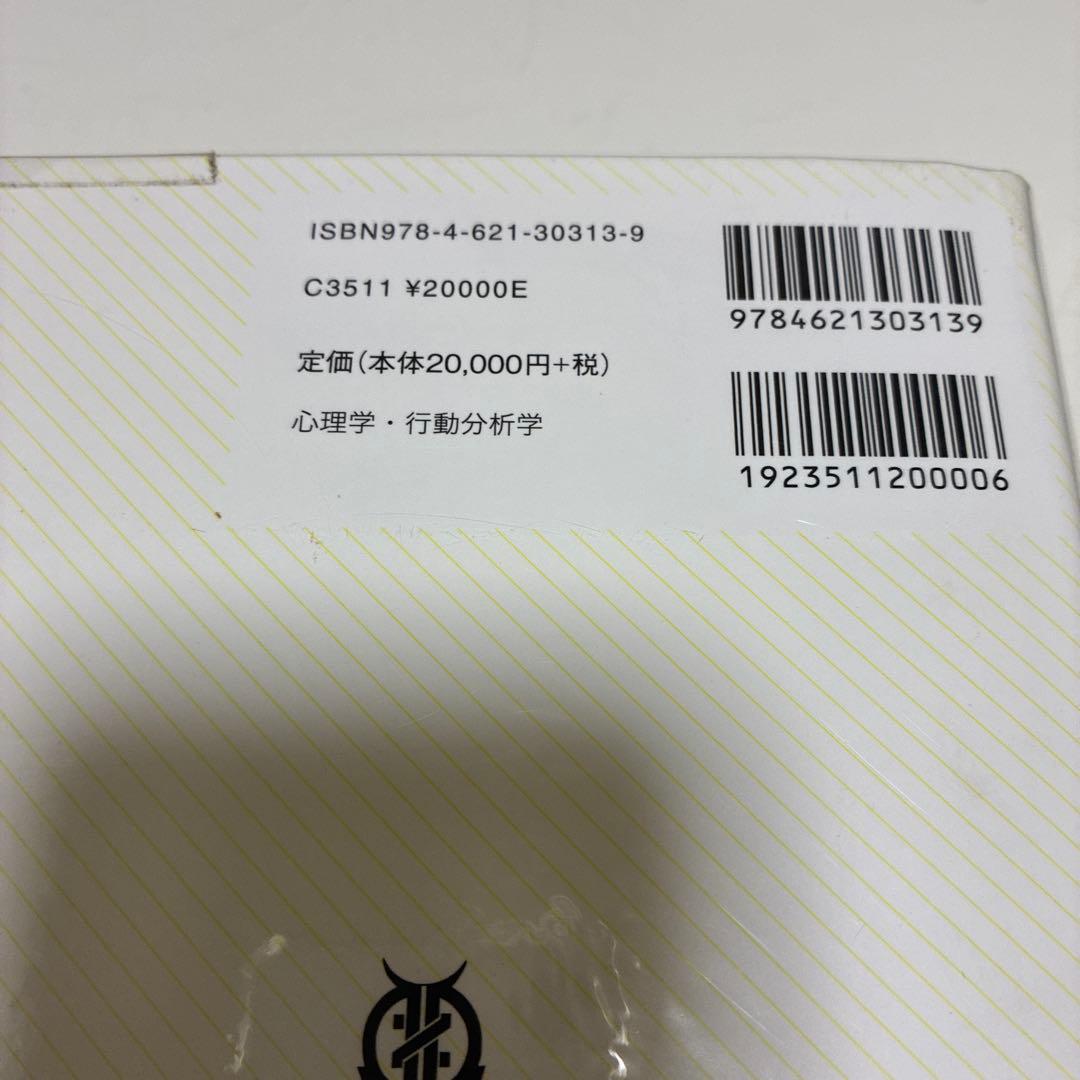 ISBN978-4-621-30313-9
C3511 ¥20000E
定価(本体20,000円+税)
心理学・行動分析学
9784621303139
1923511200006